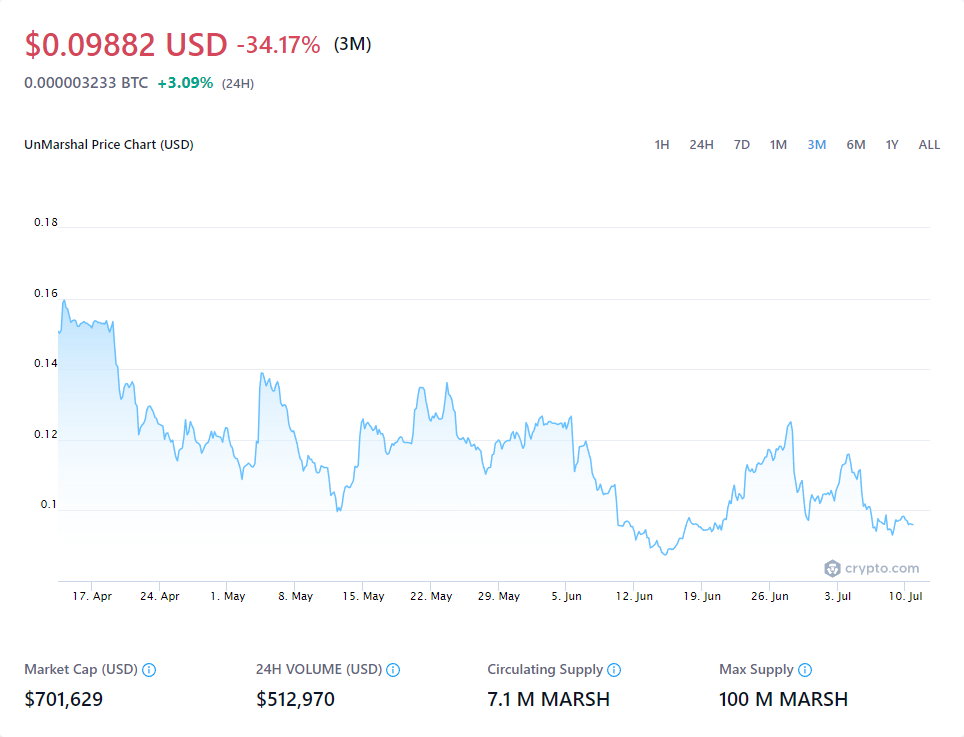 $0.09882 USD -34.17% (3M)
0.000003233 BTC +3.09% (24H)
UnMarshal Price Chart (USD) 1H 24H 7D 1M 3M 6M 1Y ALL
0.18
0.16
0.14
0.12
0.1
crypto.com
17. Apr 24. Apr 1. May 8. May 15. May 22. May 29. May 5. Jun 12. Jun 19. Jun 26. Jun 3. Jul 10. Jul
Market Cap (USD) 24H VOLUME (USD) Circulating Supply Max Supply
$701,629 $512,970 7.1 M MARSH 100 M MARSH